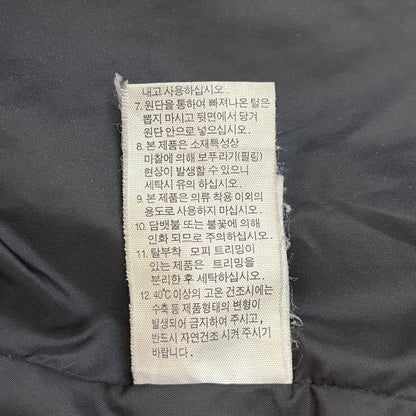 내고 사용하십시오.
7. 원단을 통하여 빠져나온 털은
뽑지 마시고 뒷면에서 당겨
원단 안으로 넣으십시오.
8. 본 제품은 소재특성상
마찰에 의해 보푸라기(필링)
현상이 발생할 수 있으니
세탁시 유의 하십시오.
9. 본 제품은 의류 착용 이외의
용도로 사용하지 마십시오.
10. 담뱃불 또는 불꽃에 의해
인화 되므로 주의하십시오.
11. 탈부착 모피 트리밍이
있는 제품은 트리밍을
분리한 후 세탁하십시오.
12. 40℃ 이상의 고온 건조시에는
수축 등 제품형태의 변형이
발생되어 금지하여 주시고,
반드시 자연건조 시켜 주시기
바랍니다.